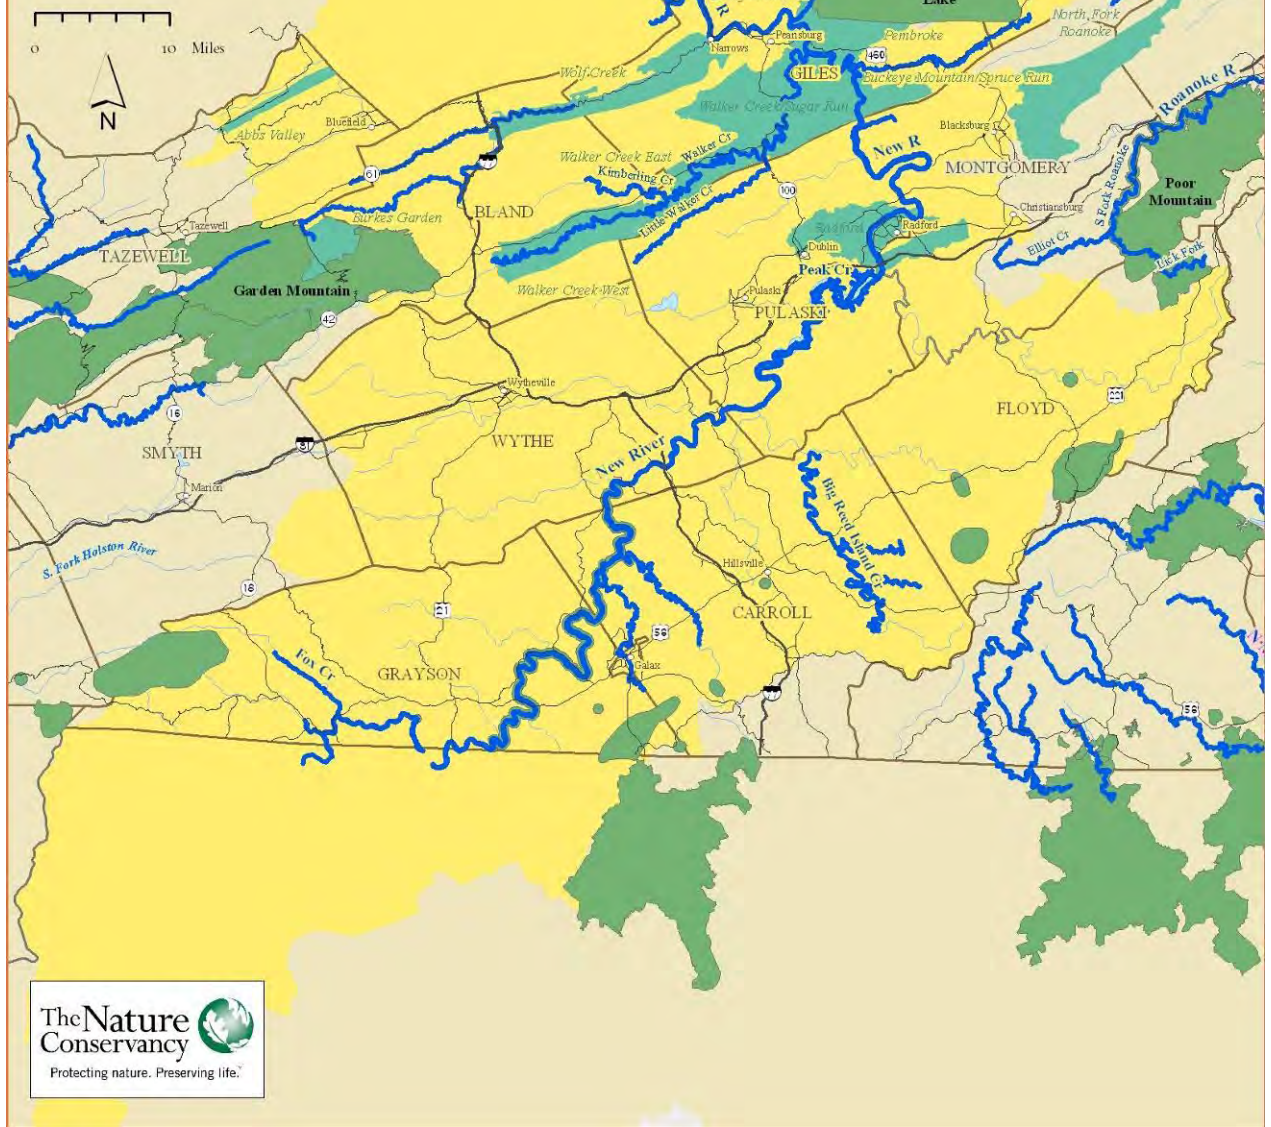 Lake
0 10 Miles
N
R
Narrows
Pearisburg
Pembroke
460
North Fork
Roanoke
GILES
Buckeye Mountain/Spruce Run
Wolf Creek
Walker Creek/Sugar Run
Roanoke R
Abbs Valley
Bluefield
Blacksburg
New R
MONTGOMERY
S Fork Roanoke
Poor
Mountain
61
Walker Creek East
Walker Cr
Kimberling Cr
100
Little Walker Cr
BLAND
Burkes Garden
Tazewell
TAZEWELL
Radford
Radford
Christiansburg
Dublin
Elliot Cr
Lick Fork
Peak Cr
Garden Mountain
Walker Creek West
Pulaski
PULASKI
42
Wytheville
221
FLOYD
16
SMYTH
81
WYTHE
New River
Marion
Big Reed Island Cr
S. Fork Holston River
16
Hillsville
21
CARROLL
58
Galax
Fox Cr
GRAYSON
58
The Nature
Conservancy
Protecting nature. Preserving life.